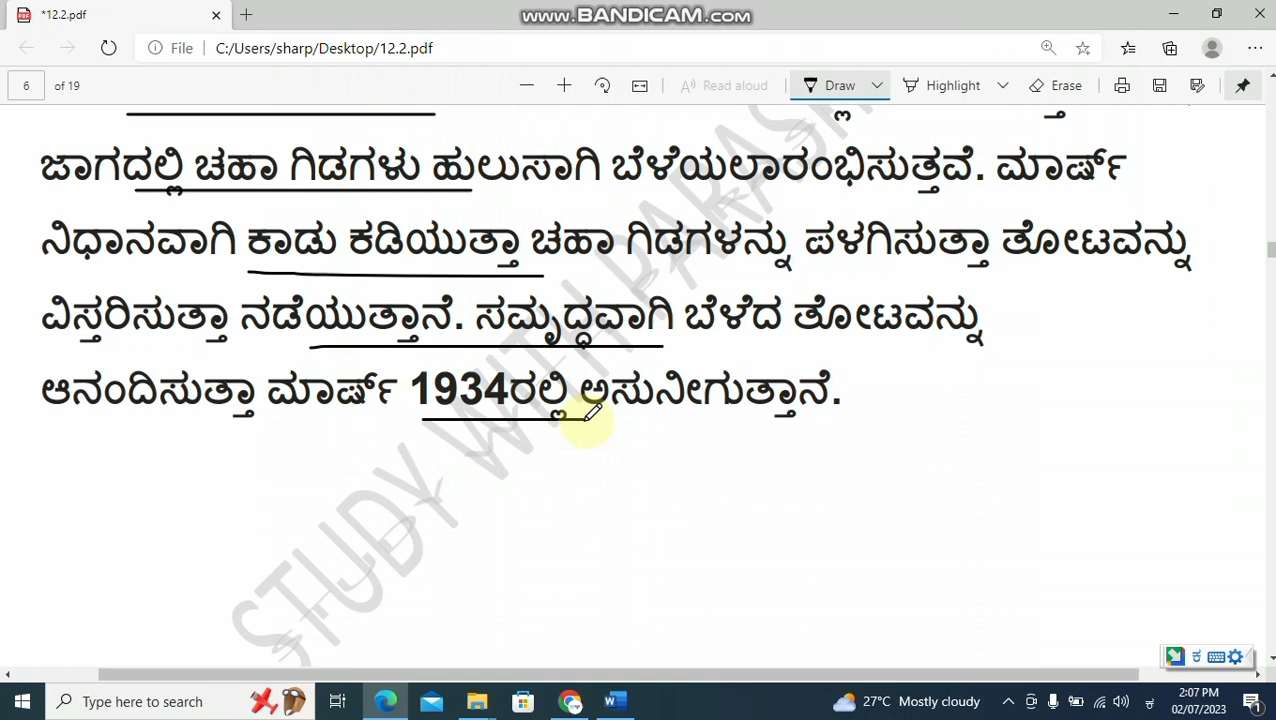 www.BANDICAM.com
*12.2.pdf
File C:/Users/sharp/Desktop/12.2.pdf
6 of 19 Read aloud Draw Highlight Erase
ಜಾಗದಲ್ಲಿ ಚಹಾ ಗಿಡಗಳು ಹುಲುಸಾಗಿ ಬೆಳೆಯಲಾರಂಭಿಸುತ್ತವೆ. ಮಾರ್ಷ್
ನಿಧಾನವಾಗಿ ಕಾಡು ಕಡಿಯುತ್ತಾ ಚಹಾ ಗಿಡಗಳನ್ನು ಪಳಗಿಸುತ್ತಾ ತೋಟವನ್ನು
ವಿಸ್ತರಿಸುತ್ತಾ ನಡೆಯುತ್ತಾನೆ. ಸಮೃದ್ಧವಾಗಿ ಬೆಳೆದ ತೋಟವನ್ನು
ಆನಂದಿಸುತ್ತಾ ಮಾರ್ಷ್ 1934ರಲ್ಲಿ ಅಸುನೀಗುತ್ತಾನೆ.
STUDY WITH PARASH
ಕ
Type here to search 27°C Mostly cloudy 2:07 PM
02/07/2023